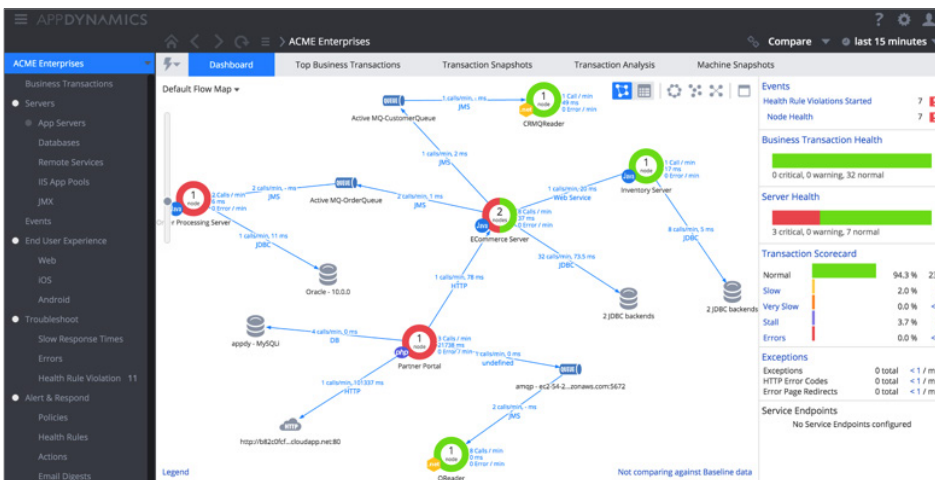 APPDYNAMICS
?
ACME Enterprises
Compare
last 15 minutes
ACME Enterprises
Dashboard
Top Business Transactions
Transaction Snapshots
Transaction Analysis
Machine Snapshots
Business Transactions
Servers
App Servers
Databases
Remote Services
IIS App Pools
JMX
Events
End User Experience
Web
iOS
Android
Troubleshoot
Slow Response Times
Errors
Health Rule Violation 11
Alert & Respond
Policies
Health Rules
Actions
Email Digests
Default Flow Map
QUEUE
Active MQ-CustomerQueue
1 calls/min, - ms
JMS
1
node
1 Call / min
49 ms
0 Error / min
CRMQReader
1 calls/min, 2 ms
JMS
1
node
Java
2 Calls / min
6 ms
0 Error / min
Processing Server
2 calls/min, - ms
JMS
QUEUE
Active MQ-OrderQueue
2 calls/min, 1 ms
JMS
1 calls/min, 11 ms
JDBC
Oracle - 10.0.0
2
nodes
Java
8 Calls / min
37 ms
0 Error / min
ECommerce Server
1 calls/min, 20 ms
Web Service
1
node
Java
1 Call / min
17 ms
0 Error / min
Inventory Server
8 calls/min, 5 ms
JDBC
2 JDBC backends
32 calls/min, 73.5 ms
JDBC
2 JDBC backends
1 calls/min, 78 ms
HTTP
appdy - MySQLi
4 calls/min, 0 ms
DB
1
node
php
3 Calls / min
21738 ms
0 Error / min
Partner Portal
1 calls/min, 0 ms
undefined
QUEUE
amqp - ec2-54-2...zonaws.com:5672
1 calls/min, 101337 ms
HTTP
HTTP
http://b82c0fcf...cloudapp.net:80
2 calls/min, - ms
JMS
1
node
8 Calls / min
0 ms
0 Error / min
QReader
Legend
Not comparing against Baseline data
Events
Health Rule Violations Started 7
Node Health 7
Business Transaction Health
0 critical, 0 warning, 32 normal
Server Health
3 critical, 0 warning, 7 normal
Transaction Scorecard
Normal 94.3 % 23
Slow 2.0 %
Very Slow 0.0 % <
Stall 3.7 %
Errors 0.0 % <
Exceptions
Exceptions 0 total < 1 / m
HTTP Error Codes 0 total < 1 / m
Error Page Redirects 0 total < 1 / m
Service Endpoints
No Service Endpoints configured